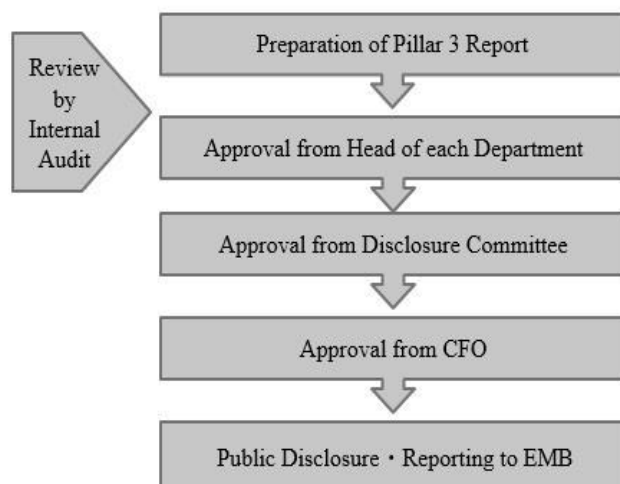 Review
by
Internal
Audit
Preparation of Pillar 3 Report
Approval from Head of each Department
Approval from Disclosure Committee
Approval from CFO
Public Disclosure・Reporting to EMB